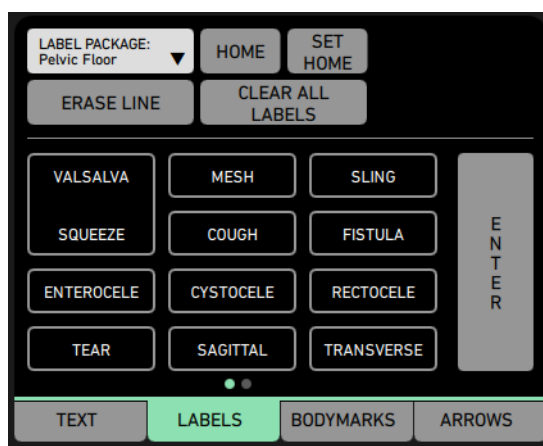 LABEL PACKAGE:
Pelvic Floor
HOME
SET
HOME
ERASE LINE
CLEAR ALL
LABELS
VALSALVA
MESH
SLING
SQUEEZE
COUGH
FISTULA
ENTEROCELE
CYSTOCELE
RECTOCELE
TEAR
SAGITTAL
TRANSVERSE
E
N
T
E
R
TEXT
LABELS
BODYMARKS
ARROWS